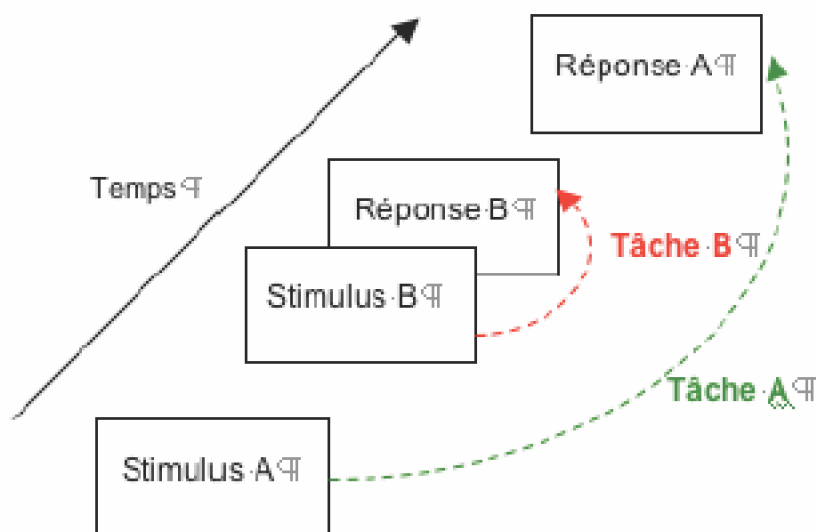 Réponse·A¶
Temps¶
Réponse·B¶
Tâche·B¶
Stimulus·B¶
Tâche·A¶
Stimulus·A¶